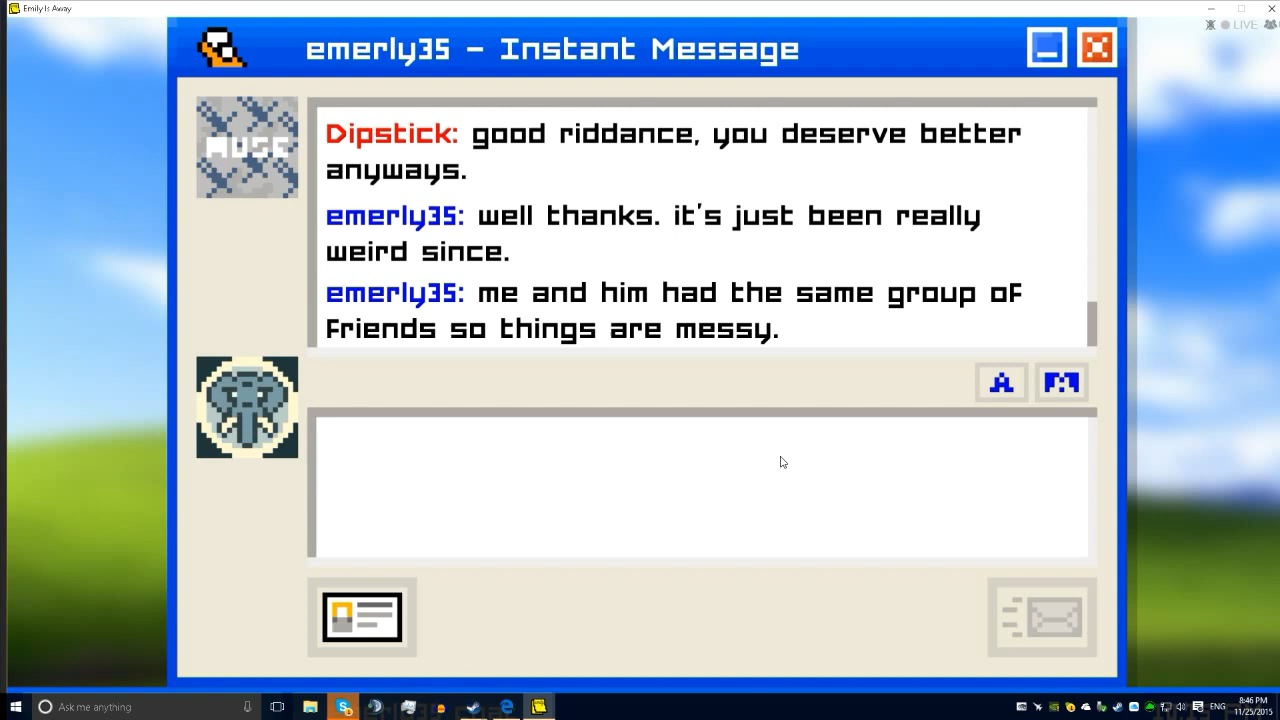 Emily Is Away
LIVE
emerly35 - Instant Message
MUSE
Dipstick: good riddance, you deserve better
anyways.
emerly35: well thanks. it's just been really
weird since.
emerly35: me and him had the same group of
friends so things are messy.
A
Ask me anything
ENG
8:46 PM
11/25/2015